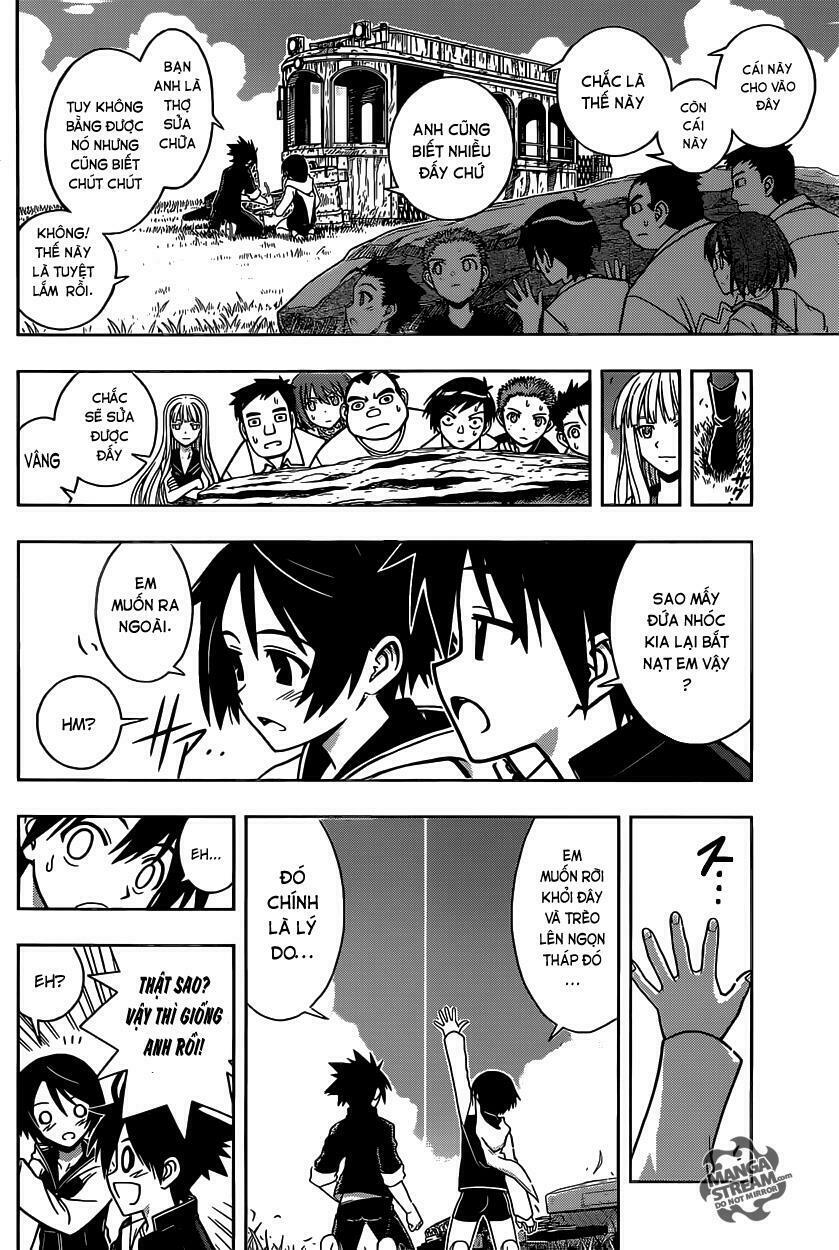 CÁI NÀY
CHO VÀO
ĐÂY
CÒN
CÁI NÀY
CHẮC LÀ
THẾ NÀY
ANH CŨNG
BIẾT NHIỀU
ĐẤY CHỨ
BẠN
ANH LÀ
THỢ
SỬA
CHỮA
TUY KHÔNG
BẰNG ĐƯỢC
NÓ NHƯNG
CŨNG BIẾT
CHÚT CHÚT
KHÔNG!
THẾ NÀY
LÀ TUYỆT
LẮM RỒI.
CHẮC
SẼ SỬA
ĐƯỢC
ĐẤY
VÂNG
SAO MẤY
ĐỨA NHÓC
KIA LẠI BẮT
NẠT EM VẬY
?
EM
MUỐN RA
NGOÀI.
HM?
EM
MUỐN RỜI
KHỎI ĐÂY
VÀ TRÈO
LÊN NGỌN
THÁP ĐÓ
...
ĐÓ
CHÍNH
LÀ LÝ
DO...
EH...
THẬT SAO?
VẬY THÌ GIỐNG
ANH RỒI!
EH?
MANGA
STREAM.com
DO NOT MIRROR